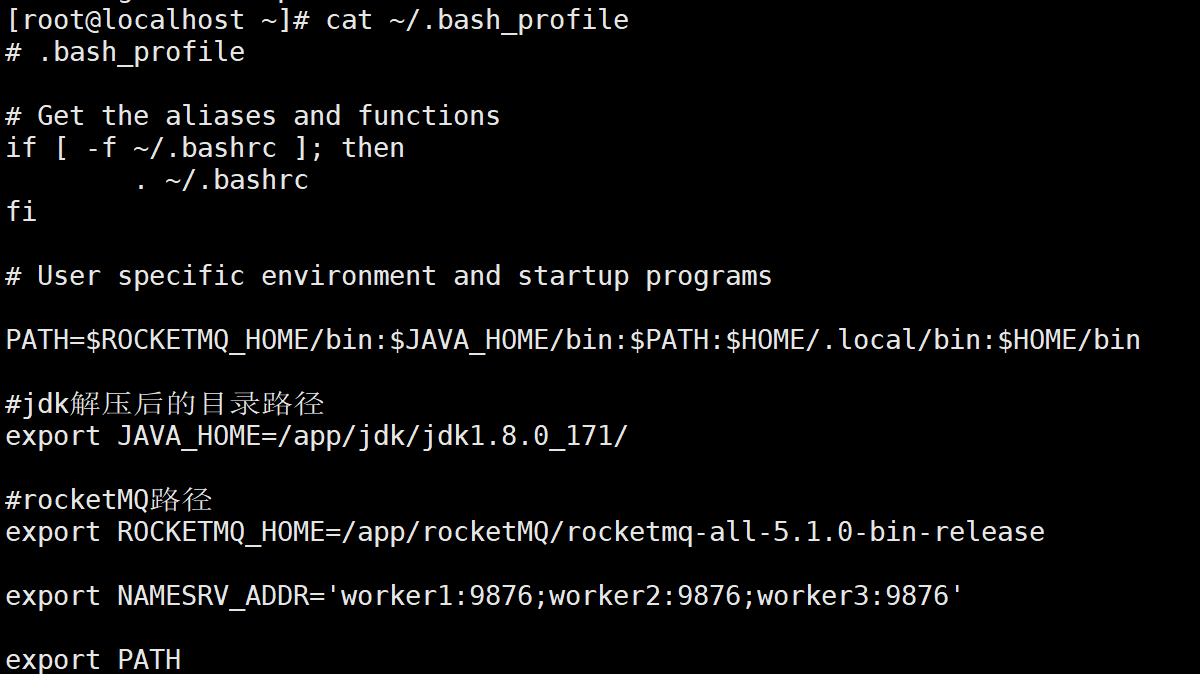 [root@localhost ~]# cat ~/.bash_profile
# .bash_profile
# Get the aliases and functions
if [ -f ~/.bashrc ]; then
        . ~/.bashrc
fi
# User specific environment and startup programs
PATH=$ROCKETMQ_HOME/bin:$JAVA_HOME/bin:$PATH:$HOME/.local/bin:$HOME/bin
#jdk解压后的目录路径
export JAVA_HOME=/app/jdk/jdk1.8.0_171/
#rocketMQ路径
export ROCKETMQ_HOME=/app/rocketMQ/rocketmq-all-5.1.0-bin-release
export NAMESRV_ADDR='worker1:9876;worker2:9876;worker3:9876'
export PATH